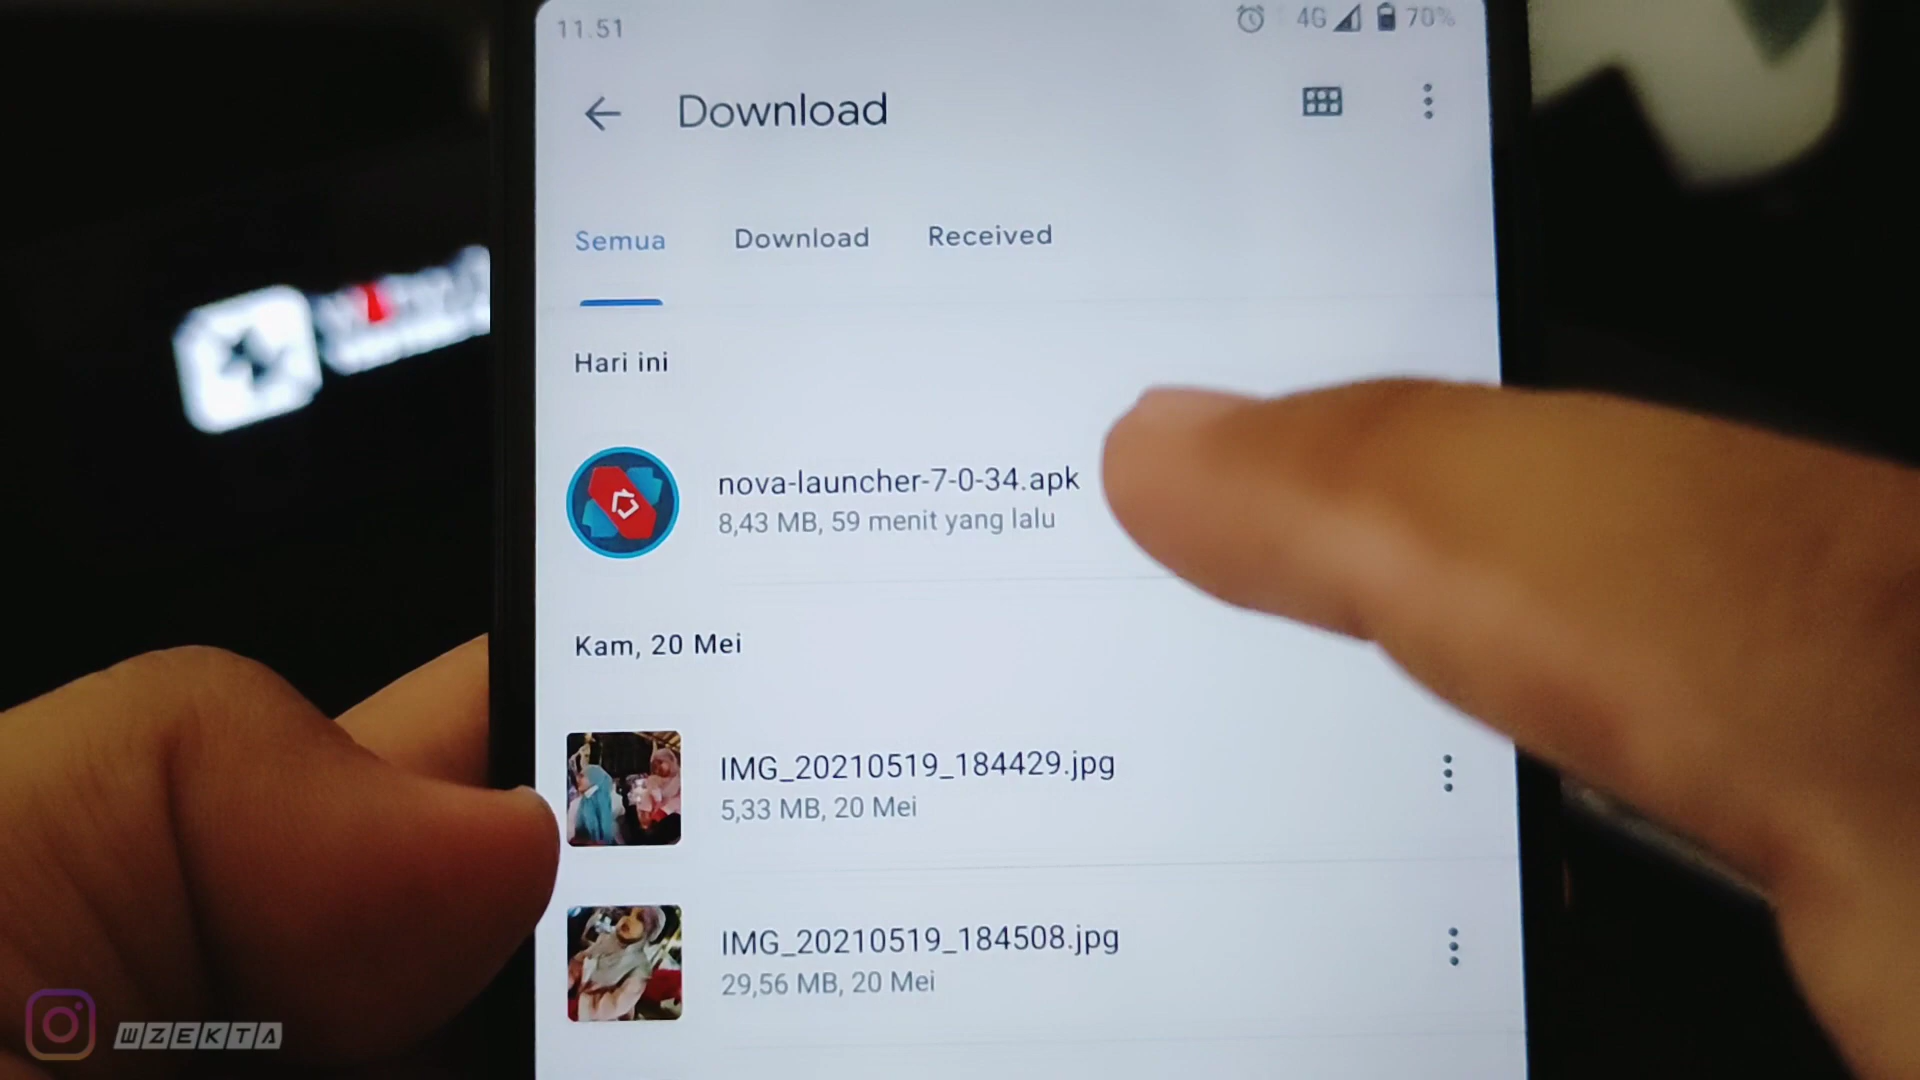 11.51
4G
70%
Download
Semua
Download
Received
Hari ini
nova-launcher-7-0-34.apk
8,43 MB, 59 menit yang lalu
Kam, 20 Mei
IMG_20210519_184429.jpg
5,33 MB, 20 Mei
IMG_20210519_184508.jpg
29,56 MB, 20 Mei
WZEKTA